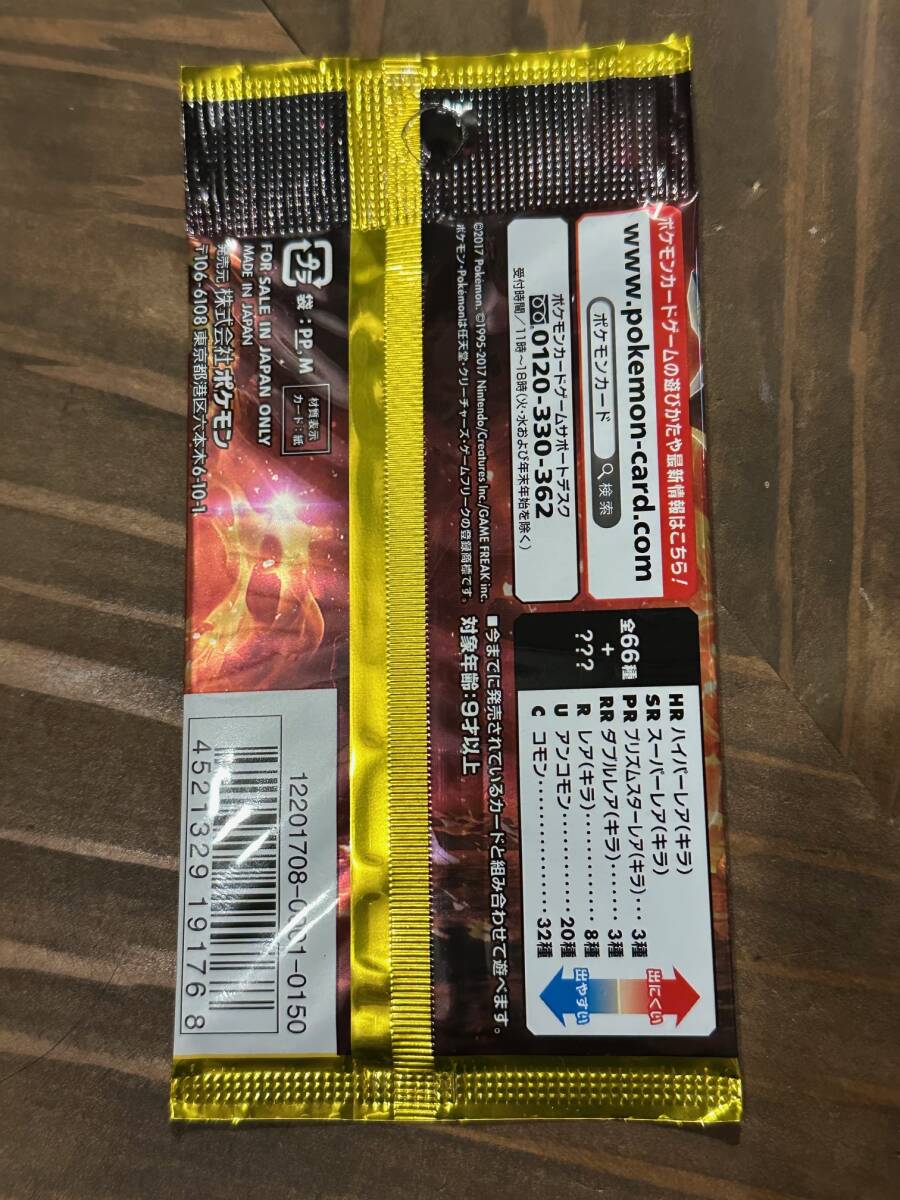 ポケモンカードゲームの遊びかたや最新情報はこちら!
www.pokemon-card.com
ポケモンカード 検索
ポケモンカードゲームサポートデスク
0120-330-362
受付時間/11時〜18時(火・水および年末年始を除く)
©2017 Pokémon. ©1995-2017 Nintendo/Creatures Inc./GAME FREAK inc.
ポケモン・Pokémonは任天堂・クリーチャーズ・ゲームフリークの登録商標です。
全66種
+
???
HR ハイパーレア(キラ)
SR スーパーレア(キラ)
PR プリズムスターレア(キラ)… 3種
RR ダブルレア(キラ)…… 3種
R レア(キラ)………… 8種
U アンコモン………… 20種
C コモン……………… 32種
出にくい
出やすい
■今までに発売されているカードと組み合わせて遊べます。
対象年齢:9才以上
プラ
袋:PP,M
材質表示
カード:紙
FOR SALE IN JAPAN ONLY
MADE IN JAPAN
発売元 株式会社ポケモン
〒106-6108 東京都港区六本木6-10-1
12201708-0001-0150
4 521329 191768